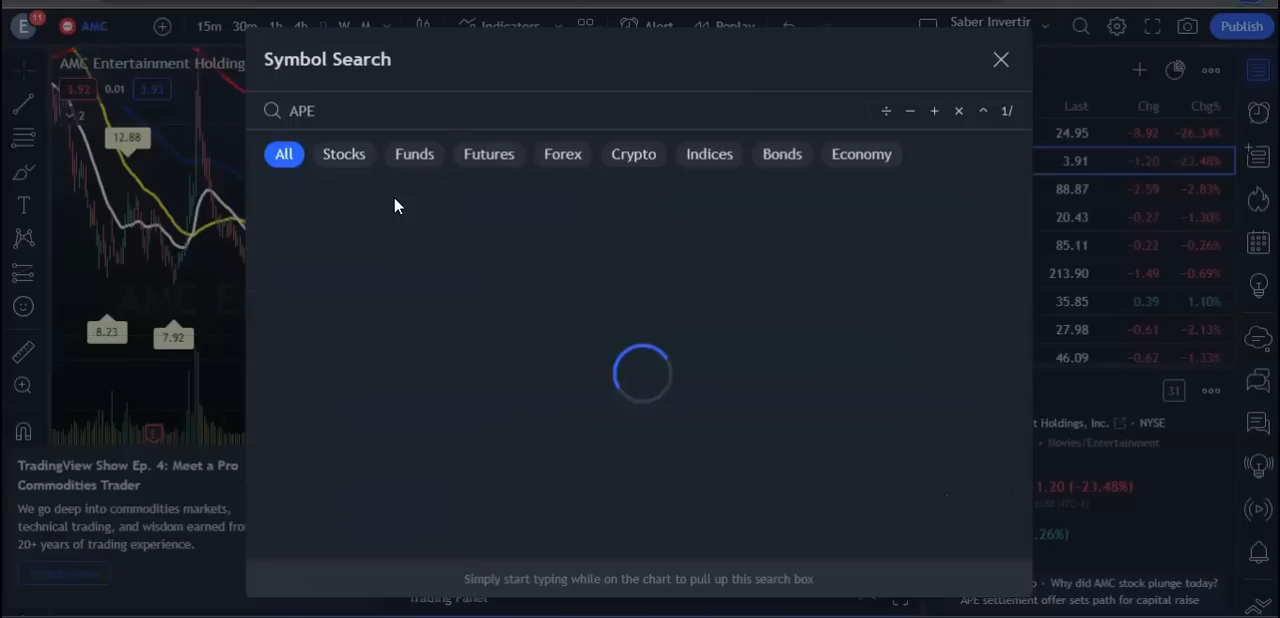 E 11 AMC 15m 30m 1h 4h D W M Indicators Alert Replay Saber Invertir Publish
AMC Entertainment Holding
3.92 0.01 3.93
2
12.88
8.23
7.92
AMC E
TradingView Show Ep. 4: Meet a Pro
Commodities Trader
We go deep into commodities markets,
technical trading, and wisdom earned fro
20+ years of trading experience.
Symbol Search
APE ÷ − + × ^ 1/
All Stocks Funds Futures Forex Crypto Indices Bonds Economy
Simply start typing while on the chart to pull up this search box
Trading Panel
Last Chg Chg%
24.95 -8.92 -26.34%
3.91 -1.20 -23.48%
88.87 -2.59 -2.83%
20.43 -0.27 -1.30%
85.11 -0.22 -0.26%
213.90 -1.49 -0.69%
35.85 0.39 1.10%
27.98 -0.61 -2.13%
46.09 -0.62 -1.33%
31
t Holdings, Inc. • NYSE
• Movies/Entertainment
1.20 (-23.48%)
.26%)
• Why did AMC stock plunge today?
APE settlement offer sets path for capital raise